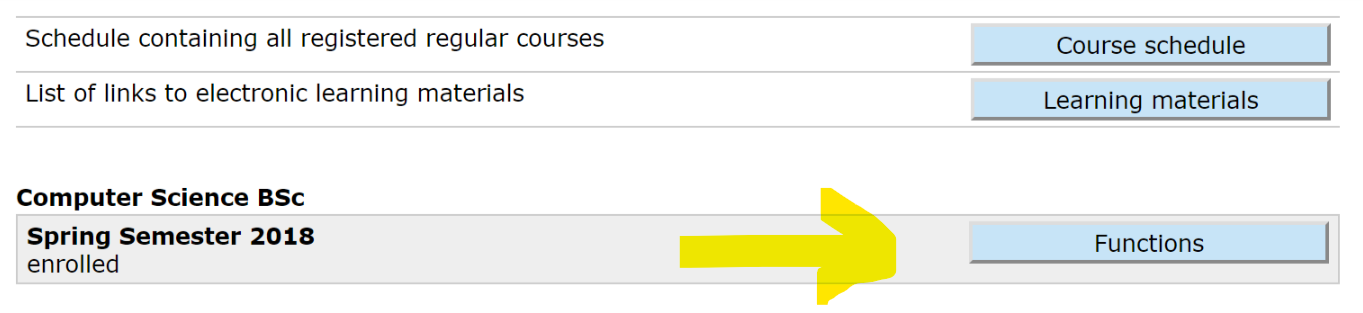 Schedule containing all registered regular courses
Course schedule
List of links to electronic learning materials
Learning materials
Computer Science BSc
Spring Semester 2018
enrolled
Functions